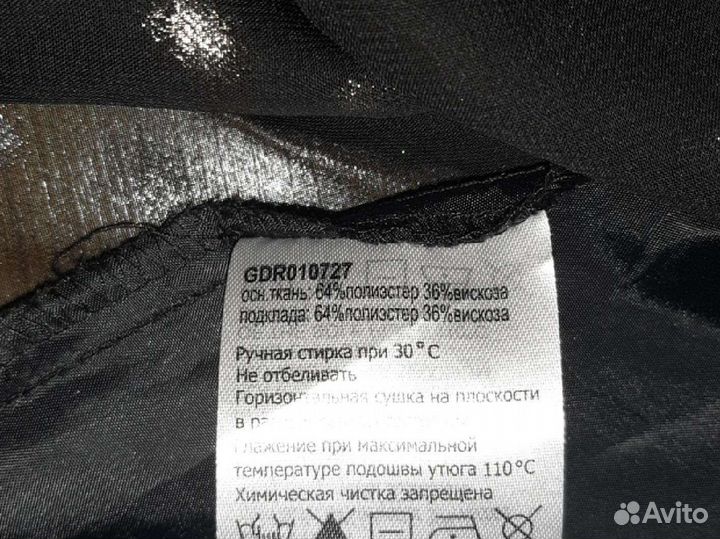 GDR010727
осн.ткань: 64%полиэстер 36%вискоза
подклада: 64%полиэстер 36%вискоза
Ручная стирка при 30°C
Не отбеливать
Горизонтальная сушка на плоскости
в
Глажение при максимальной
температуре подошвы утюга 110°C
Химическая чистка запрещена
Avito